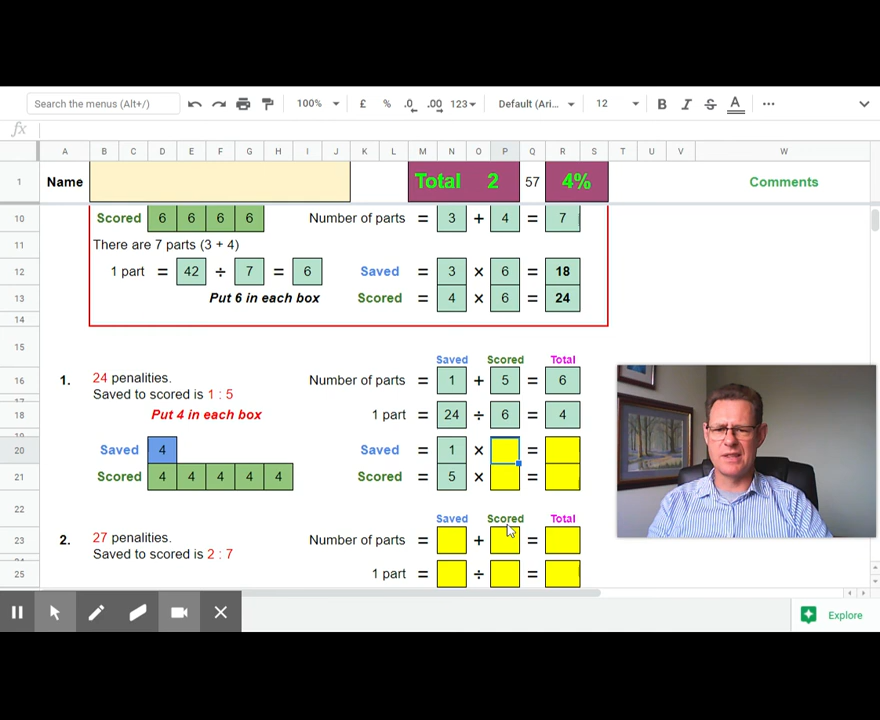 Search the menus (Alt+/) 100% £ % .0 .00 123 Default (Ari... 12 B I S A ...
fx
A B C D E F G H I J K L M N O P Q R S T U V W
1 Name Total 2 57 4% Comments
10 Scored 6 6 6 6 Number of parts = 3 + 4 = 7
11 There are 7 parts (3 + 4)
12 1 part = 42 ÷ 7 = 6 Saved = 3 × 6 = 18
13 Put 6 in each box Scored = 4 × 6 = 24
14
15 Saved Scored Total
16 1. 24 penalities. Number of parts = 1 + 5 = 6
Saved to scored is 1 : 5
18 Put 4 in each box 1 part = 24 ÷ 6 = 4
20 Saved 4 Saved = 1 × =
21 Scored 4 4 4 4 4 Scored = 5 × =
22 Saved Scored Total
23 2. 27 penalities. Number of parts = + =
Saved to scored is 2 : 7
25 1 part = ÷ =
Explore